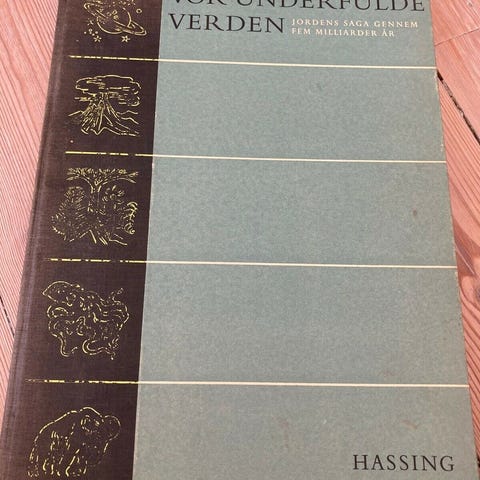 VOR UNDERFULDE
VERDEN
JORDENS SAGA GENNEM
FEM MILLIARDER ÅR
HASSING